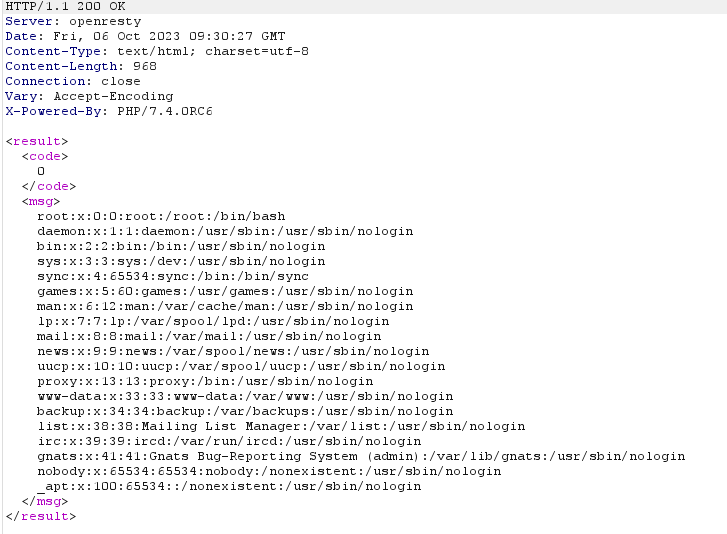 HTTP/1.1 200 OK
Server: openresty
Date: Fri, 06 Oct 2023 09:30:27 GMT
Content-Type: text/html; charset=utf-8
Content-Length: 968
Connection: close
Vary: Accept-Encoding
X-Powered-By: PHP/7.4.0RC6
<result>
<code>
0
</code>
<msg>
root:x:0:0:root:/root:/bin/bash
daemon:x:1:1:daemon:/usr/sbin:/usr/sbin/nologin
bin:x:2:2:bin:/bin:/usr/sbin/nologin
sys:x:3:3:sys:/dev:/usr/sbin/nologin
sync:x:4:65534:sync:/bin:/bin/sync
games:x:5:60:games:/usr/games:/usr/sbin/nologin
man:x:6:12:man:/var/cache/man:/usr/sbin/nologin
lp:x:7:7:lp:/var/spool/lpd:/usr/sbin/nologin
mail:x:8:8:mail:/var/mail:/usr/sbin/nologin
news:x:9:9:news:/var/spool/news:/usr/sbin/nologin
uucp:x:10:10:uucp:/var/spool/uucp:/usr/sbin/nologin
proxy:x:13:13:proxy:/bin:/usr/sbin/nologin
www-data:x:33:33:www-data:/var/www:/usr/sbin/nologin
backup:x:34:34:backup:/var/backups:/usr/sbin/nologin
list:x:38:38:Mailing List Manager:/var/list:/usr/sbin/nologin
irc:x:39:39:ircd:/var/run/ircd:/usr/sbin/nologin
gnats:x:41:41:Gnats Bug-Reporting System (admin):/var/lib/gnats:/usr/sbin/nologin
nobody:x:65534:65534:nobody:/nonexistent:/usr/sbin/nologin
_apt:x:100:65534::/nonexistent:/usr/sbin/nologin
</msg>
</result>